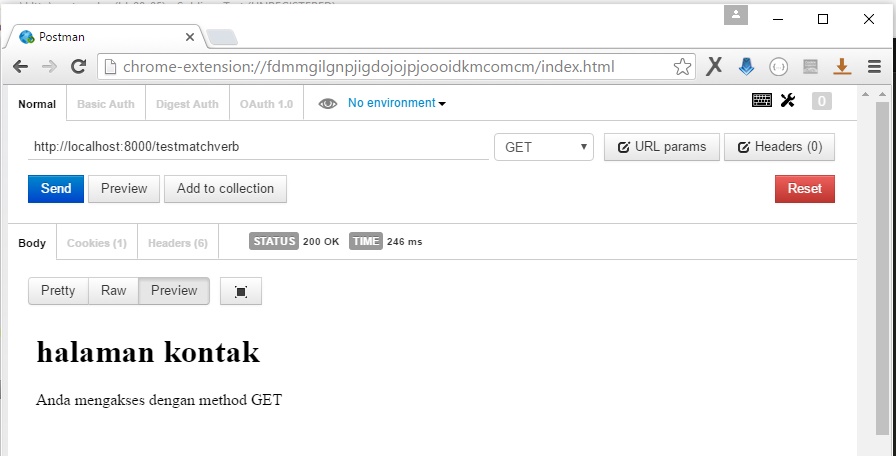 Postman
chrome-extension://fdmmgilgnpjigdojojpjoooidkmcomcm/index.html
Normal Basic Auth Digest Auth OAuth 1.0 No environment 0
http://localhost:8000/testmatchverb GET URL params Headers (0)
Send Preview Add to collection Reset
Body Cookies (1) Headers (6) STATUS 200 OK TIME 246 ms
Pretty Raw Preview
halaman kontak
Anda mengakses dengan method GET